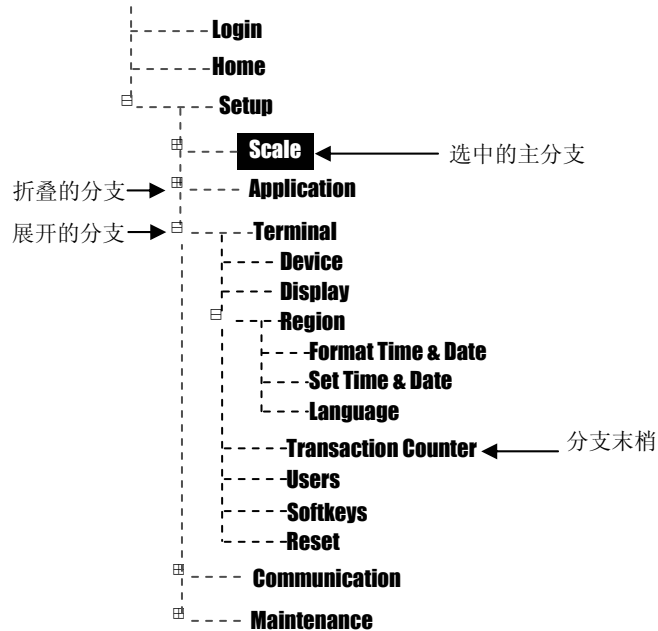 Login
Home
Setup
Scale
选中的主分支
折叠的分支
Application
展开的分支
Terminal
Device
Display
Region
Format Time & Date
Set Time & Date
Language
Transaction Counter
分支末梢
Users
Softkeys
Reset
Communication
Maintenance